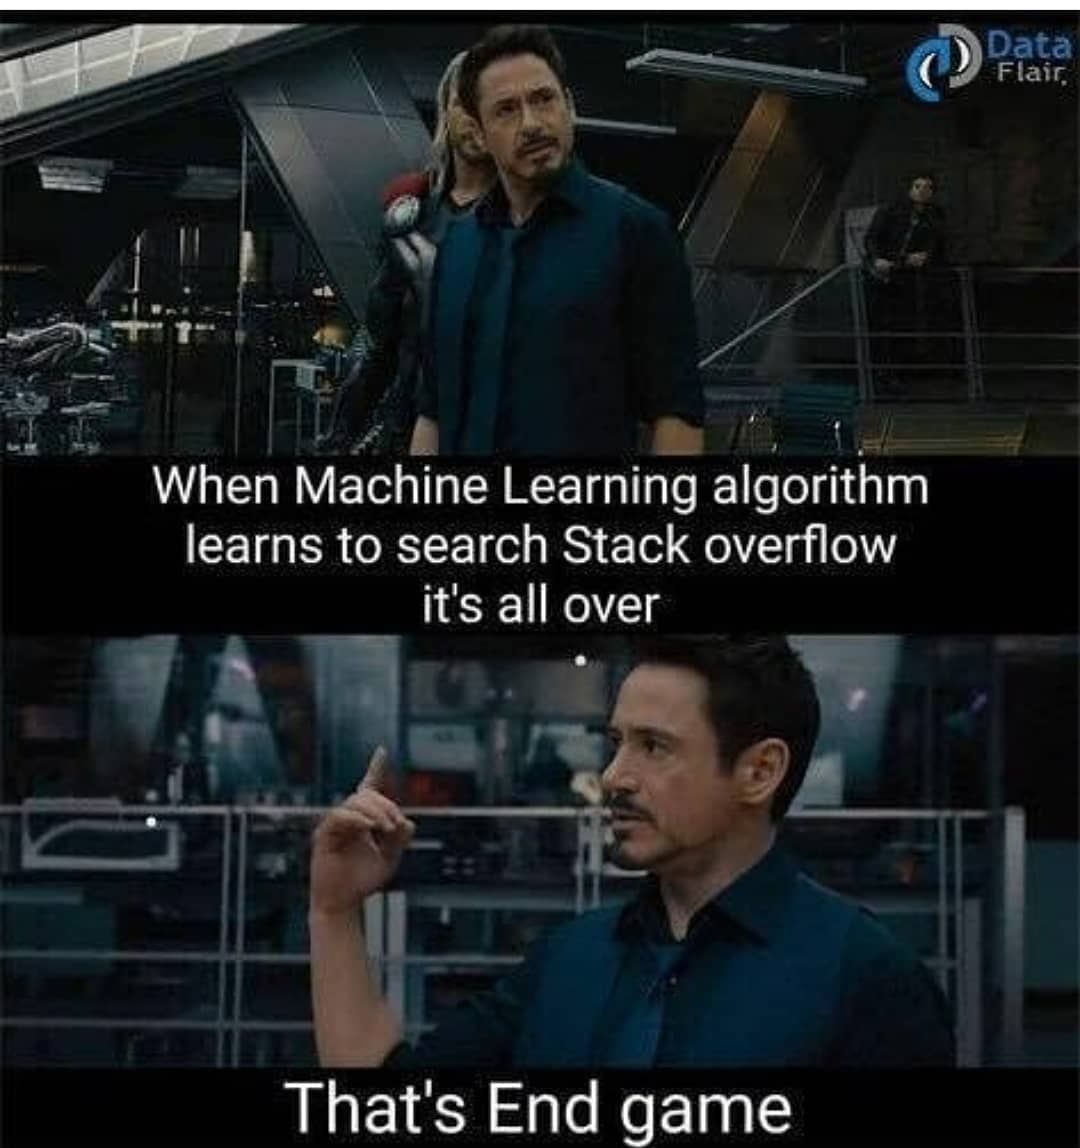 Data
Flair
When Machine Learning algorithm
learns to search Stack overflow
it's all over
That's End game